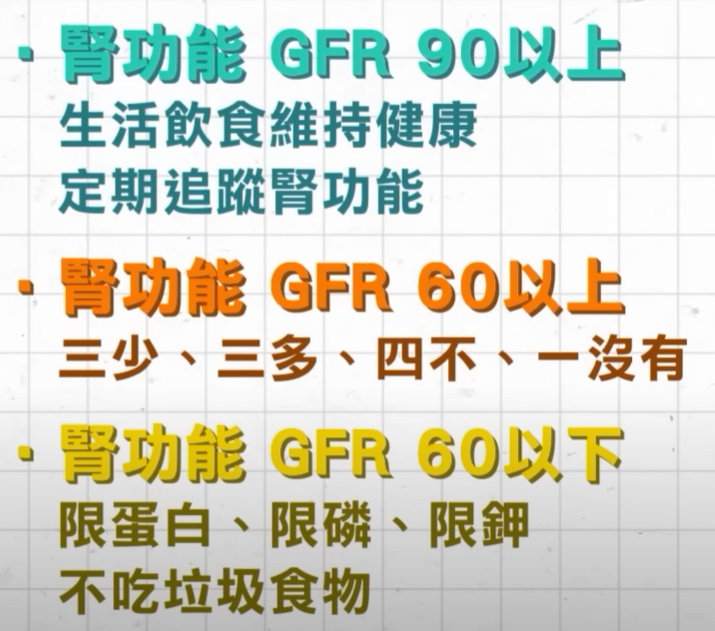 ·腎功能 GFR 90以上
生活飲食維持健康
定期追蹤腎功能
·腎功能 GFR 60以上
三少、三多、四不、一沒有
·腎功能 GFR 60以下
限蛋白、限磷、限鉀
不吃垃圾食物